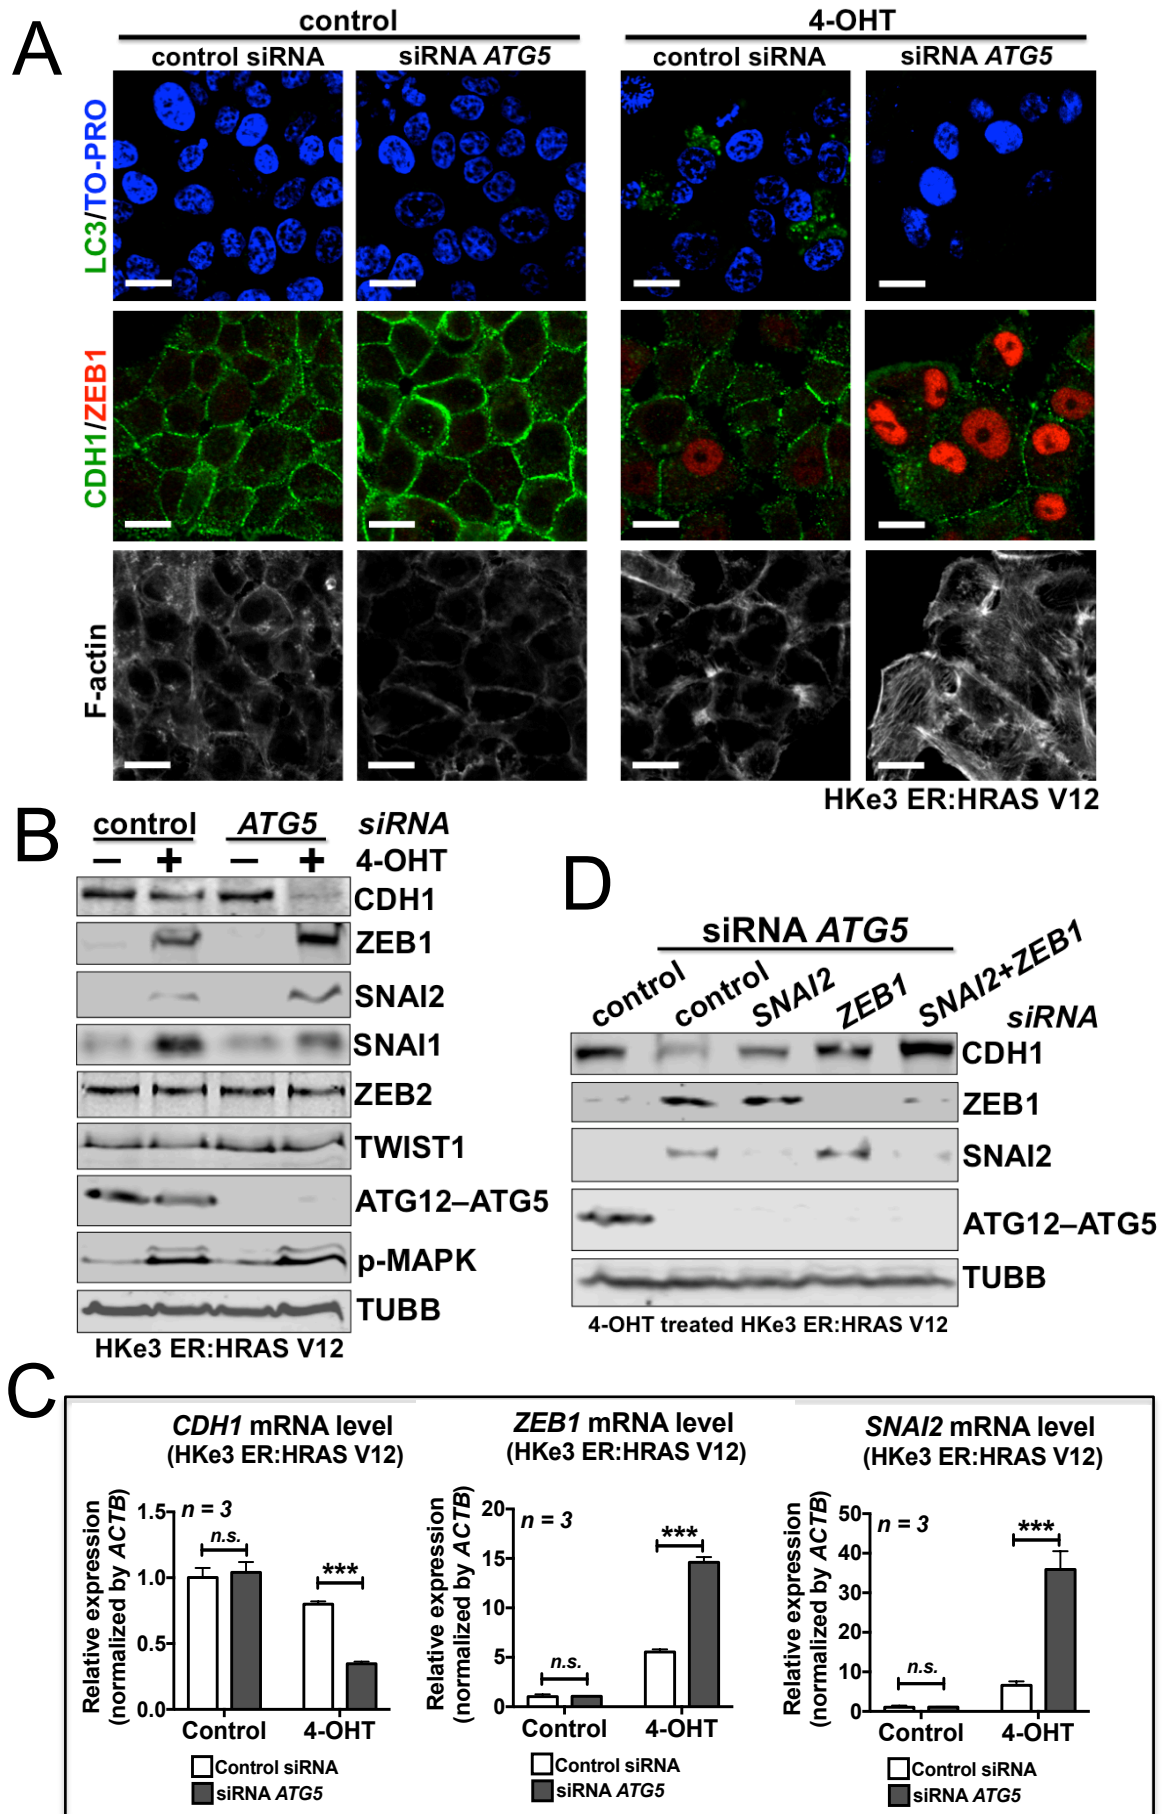 A
control
4-OHT
control siRNA
siRNA ATG5
control siRNA
siRNA ATG5
LC3/TO-PRO
CDH1/ZEB1
F-actin
HKe3 ER:HRAS V12
B
control
ATG5
siRNA
–
+
–
+
4-OHT
CDH1
ZEB1
SNAI2
SNAI1
ZEB2
TWIST1
ATG12–ATG5
p-MAPK
TUBB
HKe3 ER:HRAS V12
D
siRNA ATG5
control
control
SNAI2
ZEB1
SNAI2+ZEB1
siRNA
CDH1
ZEB1
SNAI2
ATG12–ATG5
TUBB
4-OHT treated HKe3 ER:HRAS V12
C
CDH1 mRNA level
(HKe3 ER:HRAS V12)
Relative expression
(normalized by ACTB)
1.5
1.0
0.5
0.0
n = 3
n.s.
***
Control
4-OHT
Control siRNA
siRNA ATG5
ZEB1 mRNA level
(HKe3 ER:HRAS V12)
Relative expression
(normalized by ACTB)
20
15
10
5
0
n = 3
n.s.
***
Control
4-OHT
Control siRNA
siRNA ATG5
SNAI2 mRNA level
(HKe3 ER:HRAS V12)
Relative expression
(normalized by ACTB)
50
40
30
20
10
0
n = 3
n.s.
***
Control
4-OHT
Control siRNA
siRNA ATG5